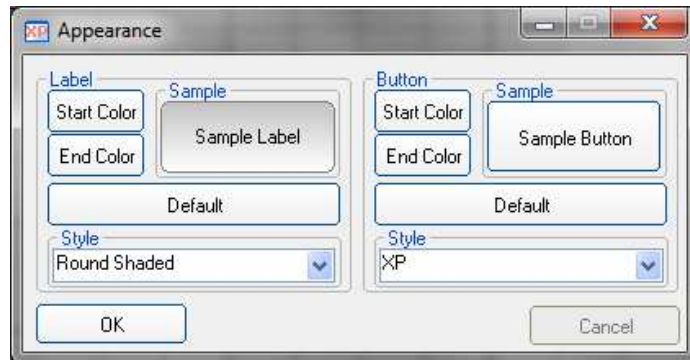 XP Appearance
Label
Sample
Start Color
Sample Label
End Color
Default
Style
Round Shaded
Button
Sample
Start Color
Sample Button
End Color
Default
Style
XP
OK
Cancel